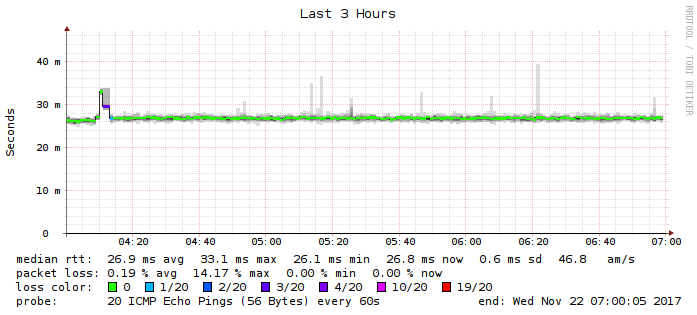 Last 3 Hours
RRDTOOL / TOBI OETIKER
Seconds
40 m
30 m
20 m
10 m
0
04:20 04:40 05:00 05:20 05:40 06:00 06:20 06:40 07:00
median rtt: 26.9 ms avg 33.1 ms max 26.1 ms min 26.8 ms now 0.6 ms sd 46.8 am/s
packet loss: 0.19 % avg 14.17 % max 0.00 % min 0.00 % now
loss color: 0 1/20 2/20 3/20 4/20 10/20 19/20
probe: 20 ICMP Echo Pings (56 Bytes) every 60s end: Wed Nov 22 07:00:05 2017